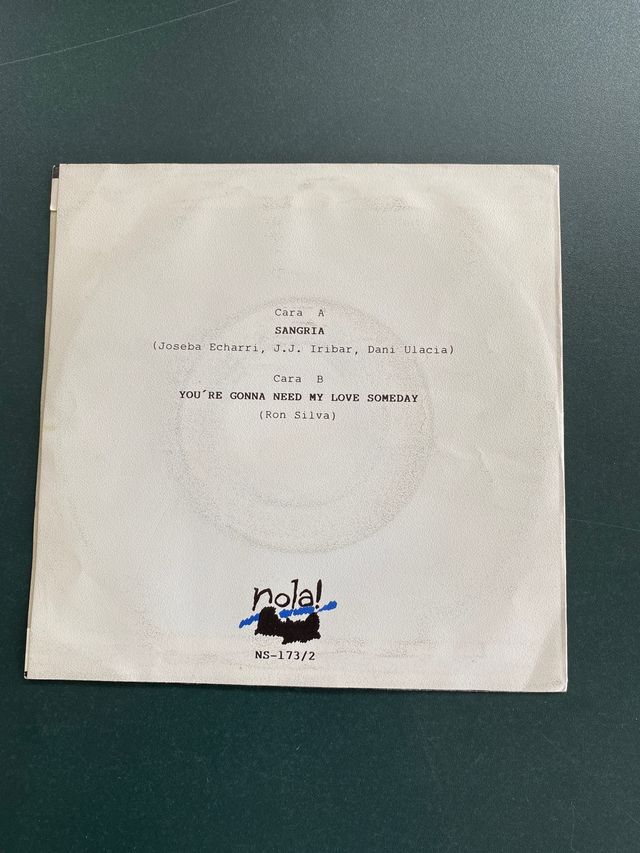 Cara A
SANGRIA
(Joseba Echarri, J.J. Iribar, Dani Ulacia)
Cara B
YOU´RE GONNA NEED MY LOVE SOMEDAY
(Ron Silva)
nola!
NS-173/2